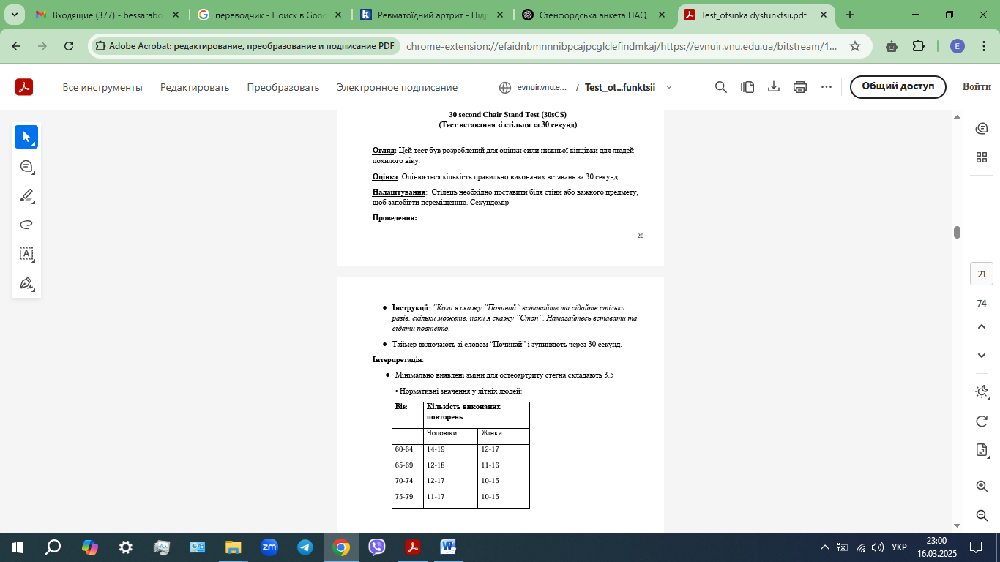 Входящие (377) - bessarabo
переводчик - Поиск в Goog
Ревматоїдний артрит - Підр
Стенфордська анкета HAQ
Test_otsinka dysfunktsii.pdf
Adobe Acrobat: редактирование, преобразование и подписание PDF
chrome-extension://efaidnbmnnnibpcajpcglclefindmkaj/https://evnuir.vnu.edu.ua/bitstream/1...
E
Все инструменты
Редактировать
Преобразовать
Электронное подписание
evnuir.vnu.e... / Test_ot...funktsii
Общий доступ
Войти
30 second Chair Stand Test (30sCS)
(Тест вставання зі стільця за 30 секунд)
Огляд: Цей тест був розроблений для оцінки сили нижньої кінцівки для людей
похилого віку.
Оцінка: Оцінюється кількість правильно виконаних вставань за 30 секунд.
Налаштування: Стілець необхідно поставити біля стіни або важкого предмету,
щоб запобігти переміщенню. Секундомір.
Проведення:
20
• Інструкції: "Коли я скажу "Починай" вставайте та сідайте стільки
разів, скільки можете, поки я скажу "Стоп". Намагайтесь вставати та
сідати повністю.
• Таймер включають зі словом “Починай” і зупиняють через 30 секунд.
Інтерпретація:
• Мінімально виявлені зміни для остеоартриту стегна складають 3.5
• Нормативні значення у літніх людей:
Вік Кількість виконаних
повторень
Чоловіки Жінки
60-64 14-19 12-17
65-69 12-18 11-16
70-74 12-17 10-15
75-79 11-17 10-15
21
74
zm
УКР
23:00
16.03.2025